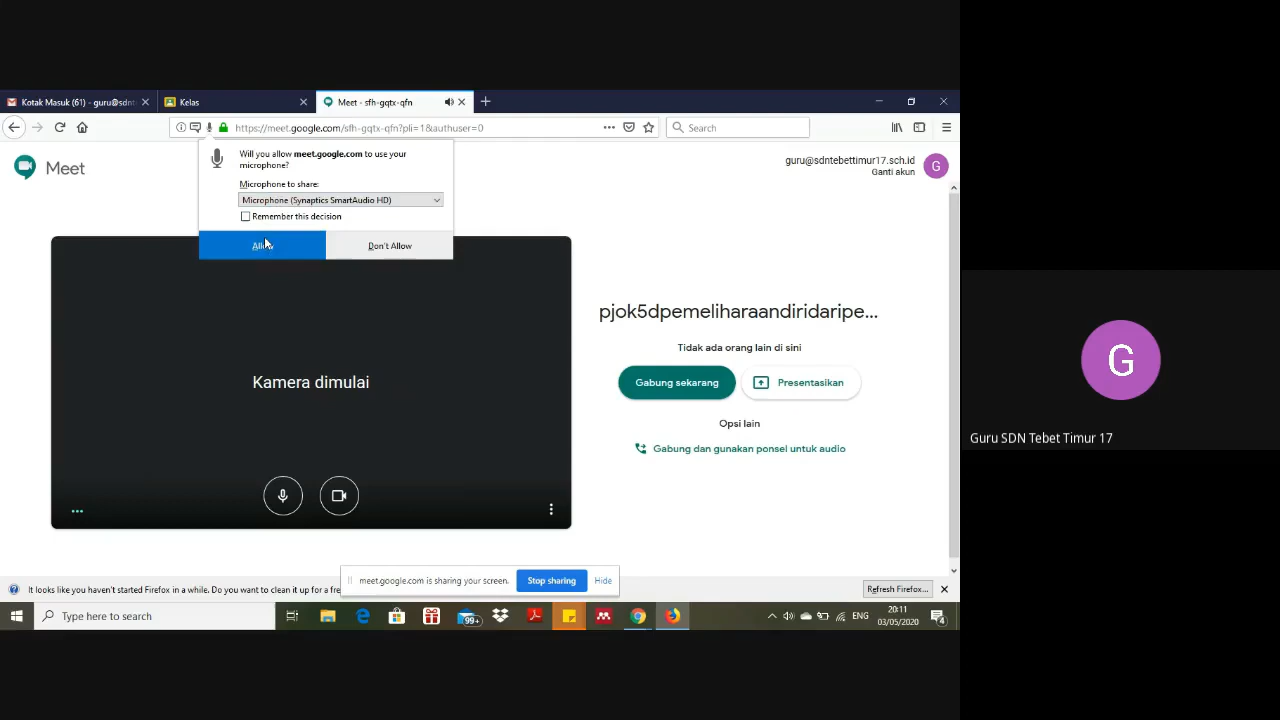 Kotak Masuk (61) - guru@sdnt
Kelas
Meet - sfh-gqtx-qfn
https://meet.google.com/sfh-gqtx-qfn?pli=1&authuser=0
Search
Meet
guru@sdntebettimur17.sch.id
Ganti akun
G
Will you allow meet.google.com to use your
microphone?
Microphone to share:
Microphone (Synaptics SmartAudio HD)
Remember this decision
Allow
Don't Allow
Kamera dimulai
pjok5dpemeliharaandiridaripe...
Tidak ada orang lain di sini
Gabung sekarang
Presentasikan
Opsi lain
Gabung dan gunakan ponsel untuk audio
G
Guru SDN Tebet Timur 17
meet.google.com is sharing your screen.
Stop sharing
Hide
It looks like you haven't started Firefox in a while. Do you want to clean it up for a fre
Refresh Firefox...
Type here to search
99+
ENG
20:11
03/05/2020
4